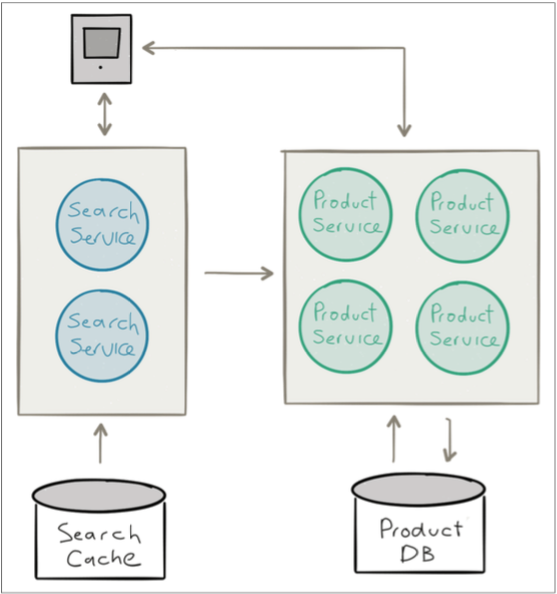 Search
Service
Search
Service
Product
Service
Product
Service
Product
Service
Product
Service
Search
Cache
Product
DB